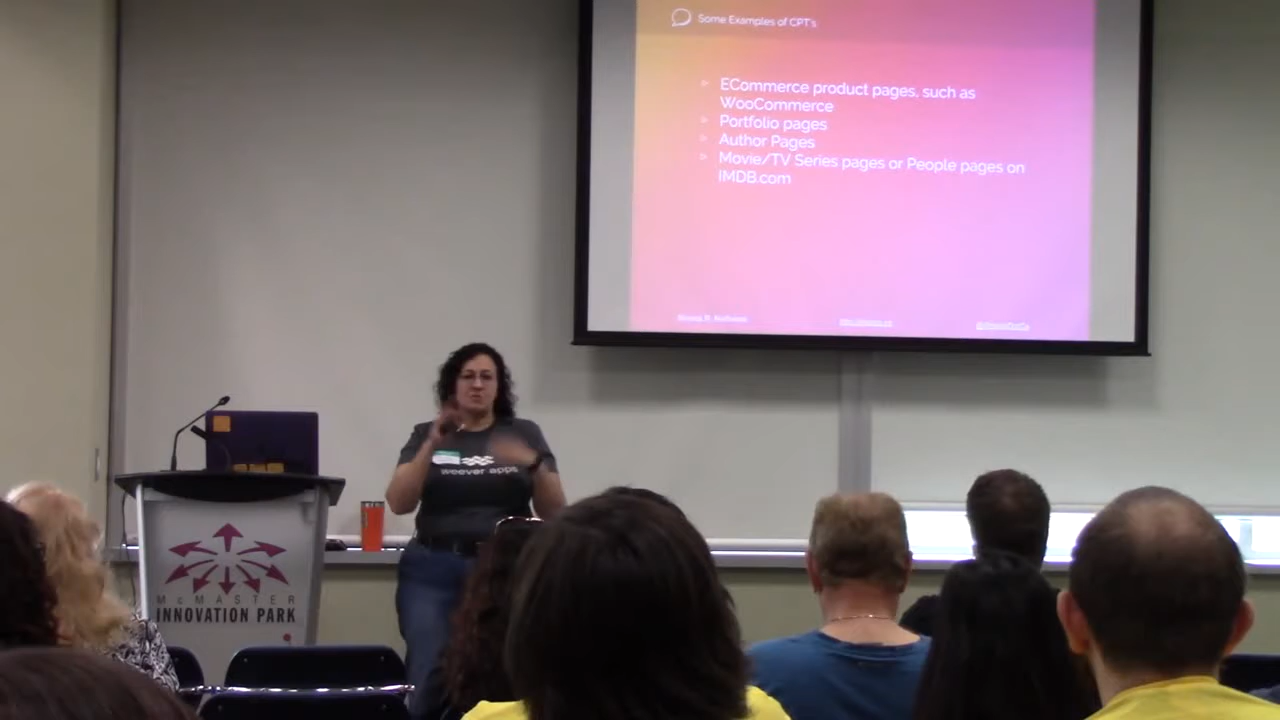 Some Examples of CPT's
ECommerce product pages, such as
WooCommerce
Portfolio pages
Author Pages
Movie/TV Series pages or People pages on
IMDB.com
weever apps
McMASTER
INNOVATION PARK